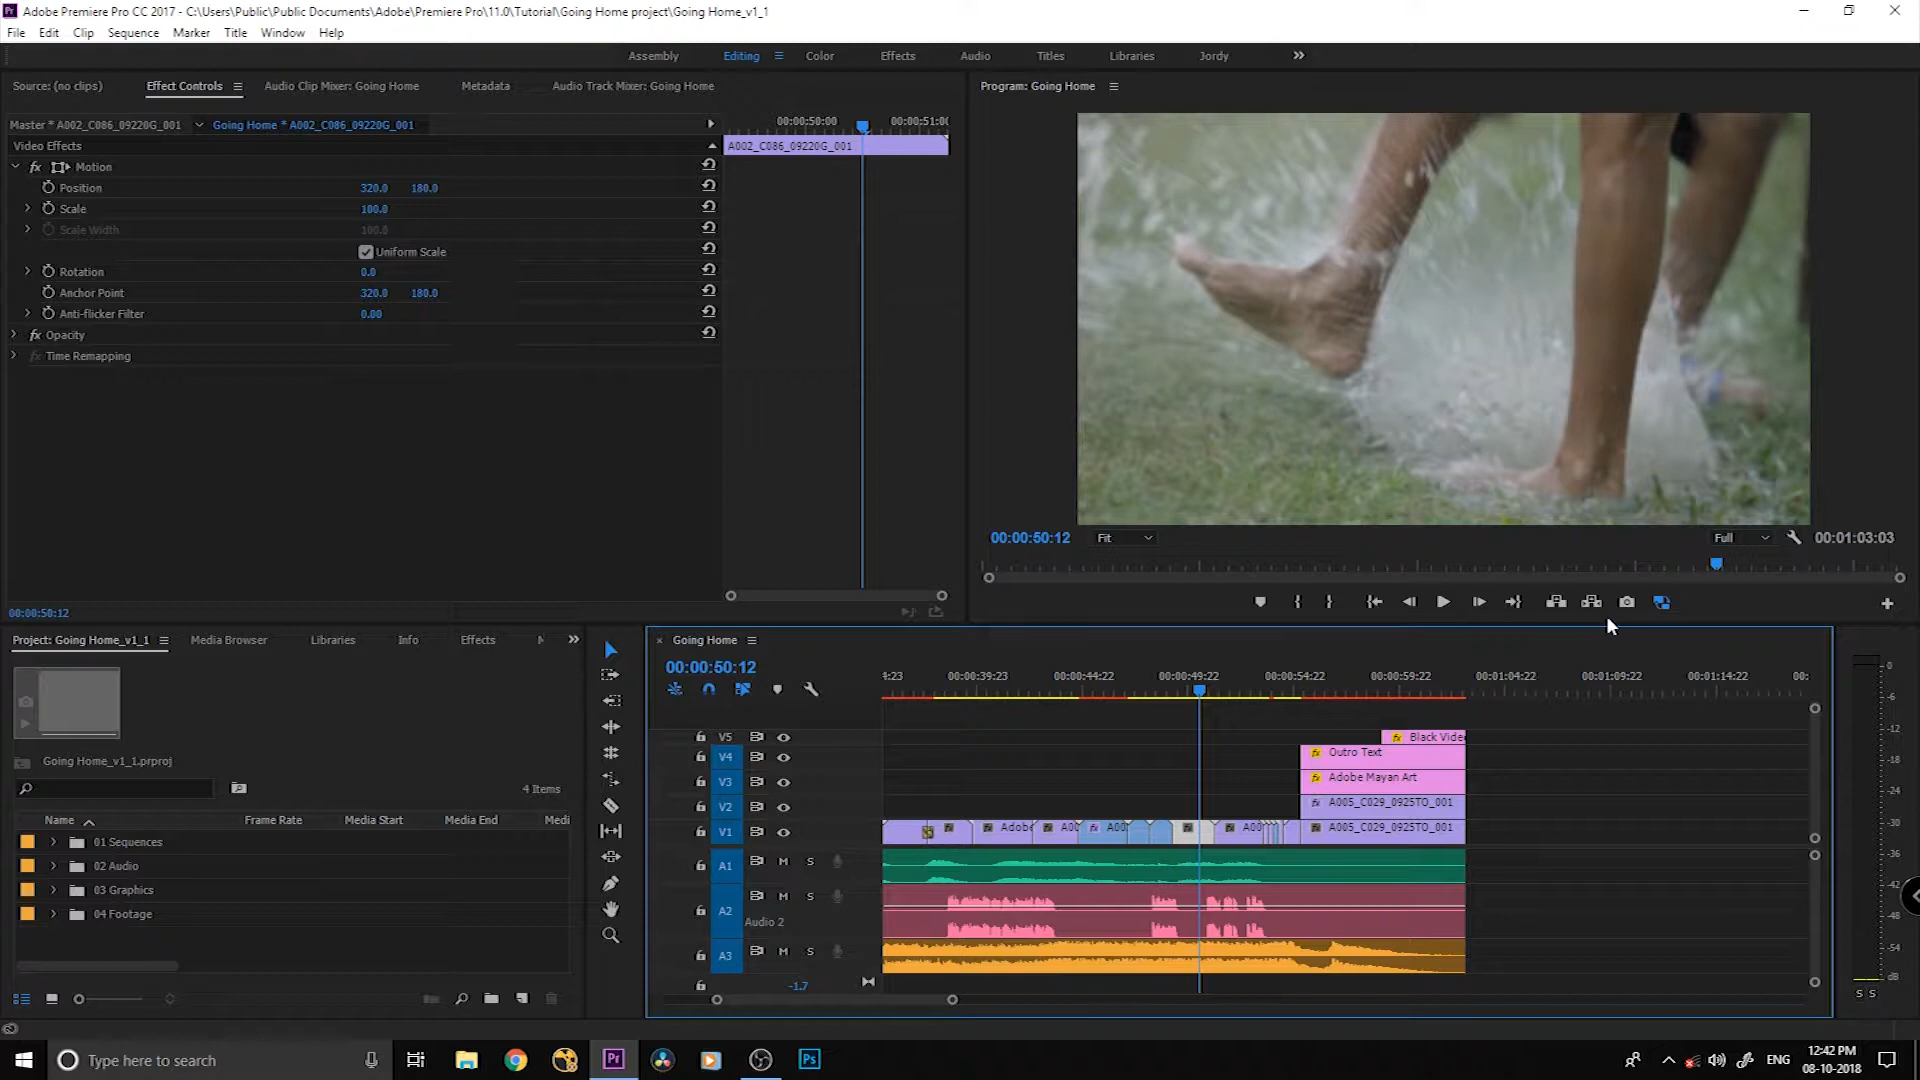 Adobe Premiere Pro CC 2017 - C:\Users\Public\Public Documents\Adobe\Premiere Pro\11.0\Tutorial\Going Home project\Going Home_v1_1
File Edit Clip Sequence Marker Title Window Help
Assembly Editing Color Effects Audio Titles Libraries Jordy
Source: (no clips) Effect Controls Audio Clip Mixer: Going Home Metadata Audio Track Mixer: Going Home
Program: Going Home
Master * A002_C086_09220G_001 Going Home * A002_C086_09220G_001
00:00:50:00 00:00:51:00
Video Effects
A002_C086_09220G_001
fx Motion
Position 320.0 180.0
Scale 100.0
Scale Width 100.0
Uniform Scale
Rotation 0.0
Anchor Point 320.0 180.0
Anti-flicker Filter 0.00
fx Opacity
fx Time Remapping
00:00:50:12 Fit Full 00:01:03:03
00:00:50:12
Project: Going Home_v1_1 Media Browser Libraries Info Effects
Going Home_v1_1.prproj
4 Items
Name Frame Rate Media Start Media End Medi
01 Sequences
02 Audio
03 Graphics
04 Footage
Going Home
00:00:50:12
4:23 00:00:39:23 00:00:44:22 00:00:49:22 00:00:54:22 00:00:59:22 00:01:04:22 00:01:09:22 00:01:14:22 00:
V5 Black Vide
V4 Outro Text
V3 Adobe Mayan Art
V2 A005_C029_0925TO_001
V1 Adobe A00 A00 A00 A005_C029_0925TO_001
A1 M S
A2 M S
Audio 2
A3 M S
-1.7
0
-6
-12
-18
-24
-30
-36
-42
-48
-54
dB
S S
Type here to search
Pr
Ps
ENG
12:42 PM
08-10-2018